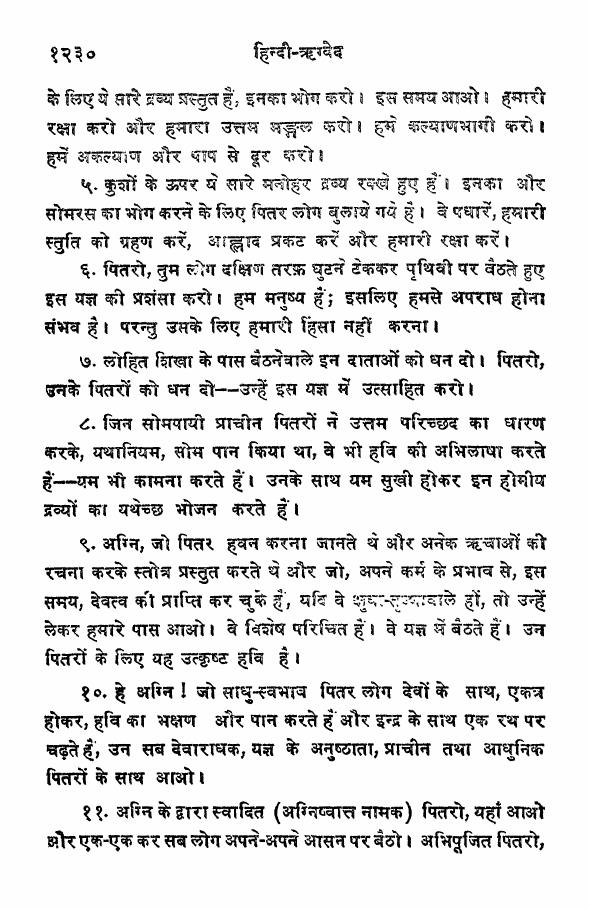 १२३० हिन्दी-ऋग्वेद
के लिए ये सारे द्रव्य प्रस्तुत हैं, इनका भोग करो। इस समय आओ। हमारी
रक्षा करो और हमारा उत्तम मङ्गल करो। हमें कल्याणभागी करो।
हमें अकल्याण और पाप से दूर करो।
५. कुशों के ऊपर ये सारे मनोहर द्रव्य रक्खे हुए हैं। इनका और
सोमरस का भोग करने के लिए पितर लोग बुलाये गये हैं। वे पधारें, हमारी
स्तुति को ग्रहण करें, आह्लाद प्रकट करें और हमारी रक्षा करें।
६. पितरो, तुम लोग दक्षिण तरफ़ घुटने टेककर पृथिवी पर बैठते हुए
इस यज्ञ की प्रशंसा करो। हम मनुष्य हैं; इसलिए हमसे अपराध होना
संभव है। परन्तु उसके लिए हमारी हिंसा नहीं करना।
७. लोहित शिखा के पास बैठनेवाले इन दाताओं को धन दो। पितरो,
उनके पितरों को धन दो--उन्हें इस यज्ञ में उत्साहित करो।
८. जिन सोमपायी प्राचीन पितरों ने उत्तम परिच्छद का धारण
करके, यथानियम, सोम पान किया था, वे भी हवि की अभिलाषा करते
हैं--यम भी कामना करते हैं। उनके साथ यम सुखी होकर इन होमीय
द्रव्यों का यथेच्छ भोजन करते हैं।
९. अग्नि, जो पितर हवन करना जानते थे और अनेक ऋचाओं की
रचना करके स्तोत्र प्रस्तुत करते थे और जो, अपने कर्म के प्रभाव से, इस
समय, देवत्व की प्राप्ति कर चुके हैं, यदि वे क्षुधा-तृष्णावाले हों, तो उन्हें
लेकर हमारे पास आओ। वे विशेष परिचित हैं। वे यज्ञ में बैठते हैं। उन
पितरों के लिए यह उत्कृष्ट हवि है।
१०. हे अग्नि ! जो साधु-स्वभाव पितर लोग देवों के साथ, एकत्र
होकर, हवि का भक्षण और पान करते हैं और इन्द्र के साथ एक रथ पर
चढ़ते हैं, उन सब देवाराधक, यज्ञ के अनुष्ठाता, प्राचीन तथा आधुनिक
पितरों के साथ आओ।
११. अग्नि के द्वारा स्वादित (अग्निष्वात्त नामक) पितरो, यहाँ आओ
और एक-एक कर सब लोग अपने-अपने आसन पर बैठो। अभिपूजित पितरो,